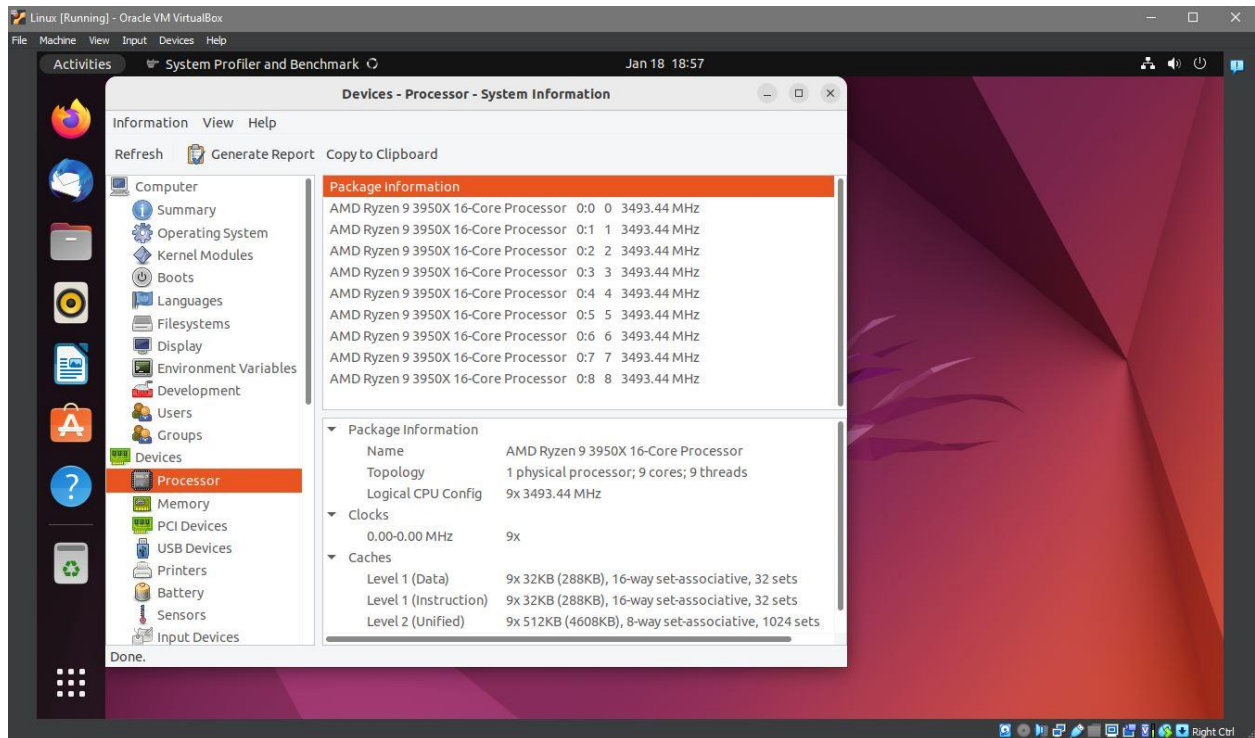 Linux [Running] - Oracle VM VirtualBox
File Machine View Input Devices Help
Activities System Profiler and Benchmark Jan 18 18:57
Devices - Processor - System Information
Information View Help
Refresh Generate Report Copy to Clipboard
Computer
Summary
Operating System
Kernel Modules
Boots
Languages
Filesystems
Display
Environment Variables
Development
Users
Groups
Devices
Processor
Memory
PCI Devices
USB Devices
Printers
Battery
Sensors
Input Devices
Package Information
AMD Ryzen 9 3950X 16-Core Processor 0:0 0 3493.44 MHz
AMD Ryzen 9 3950X 16-Core Processor 0:1 1 3493.44 MHz
AMD Ryzen 9 3950X 16-Core Processor 0:2 2 3493.44 MHz
AMD Ryzen 9 3950X 16-Core Processor 0:3 3 3493.44 MHz
AMD Ryzen 9 3950X 16-Core Processor 0:4 4 3493.44 MHz
AMD Ryzen 9 3950X 16-Core Processor 0:5 5 3493.44 MHz
AMD Ryzen 9 3950X 16-Core Processor 0:6 6 3493.44 MHz
AMD Ryzen 9 3950X 16-Core Processor 0:7 7 3493.44 MHz
AMD Ryzen 9 3950X 16-Core Processor 0:8 8 3493.44 MHz
Package Information
Name AMD Ryzen 9 3950X 16-Core Processor
Topology 1 physical processor; 9 cores; 9 threads
Logical CPU Config 9x 3493.44 MHz
Clocks
0.00-0.00 MHz 9x
Caches
Level 1 (Data) 9x 32KB (288KB), 16-way set-associative, 32 sets
Level 1 (Instruction) 9x 32KB (288KB), 16-way set-associative, 32 sets
Level 2 (Unified) 9x 512KB (4608KB), 8-way set-associative, 1024 sets
Done.
Right Ctrl